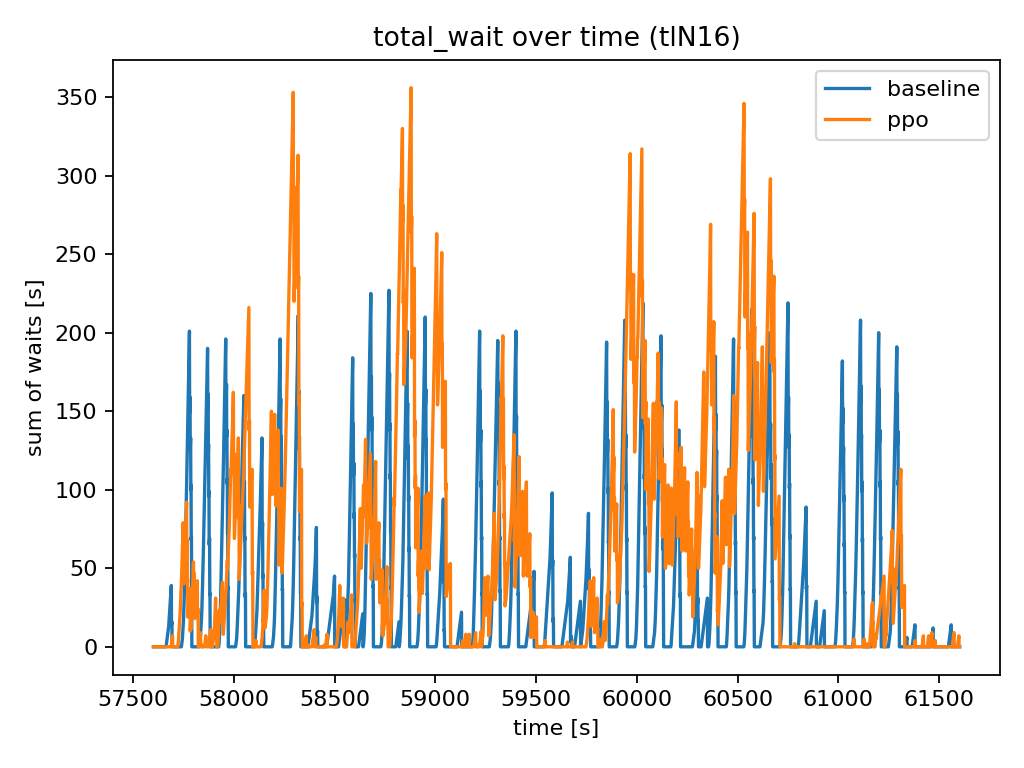 total_wait over time (tlN16)
baseline
ppo
350
300
250
200
150
100
50
0
sum of waits [s]
57500 58000 58500 59000 59500 60000 60500 61000 61500
time [s]